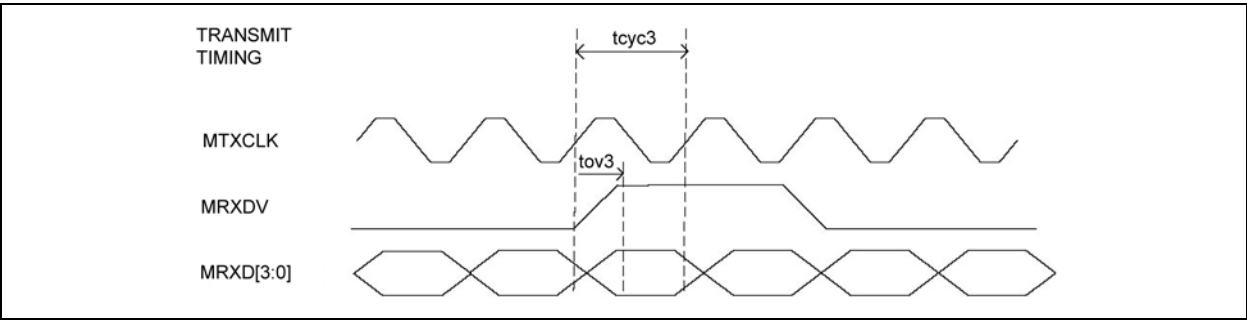 TRANSMIT
TIMING
tcyc3
MTXCLK
tov3
MRXDV
MRXD[3:0]